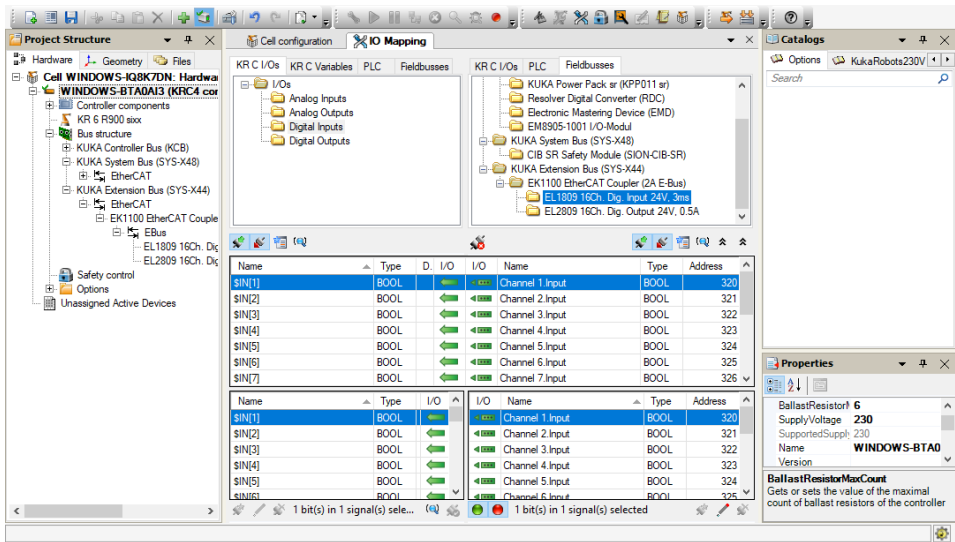 Project Structure
Hardware Geometry Files
Cell WINDOWS-IQ8K7DN: Hardwa
WINDOWS-BTA0AI3 (KRC4 con
Controller components
KR 6 R900 sixx
Bus structure
KUKA Controller Bus (KCB)
KUKA System Bus (SYS-X48)
EtherCAT
KUKA Extension Bus (SYS-X44)
EtherCAT
EK1100 EtherCAT Couple
EBus
EL1809 16Ch. Dig
EL2809 16Ch. Dig
Safety control
Options
Unassigned Active Devices
Cell configuration IO Mapping
KR C I/Os KR C Variables PLC Fieldbusses
I/Os
Analog Inputs
Analog Outputs
Digital Inputs
Digital Outputs
KR C I/Os PLC Fieldbusses
KUKA Power Pack sr (KPP011 sr)
Resolver Digital Converter (RDC)
Electronic Mastering Device (EMD)
EM8905-1001 I/O-Modul
KUKA System Bus (SYS-X48)
CIB SR Safety Module (SION-CIB-SR)
KUKA Extension Bus (SYS-X44)
EK1100 EtherCAT Coupler (2A E-Bus)
EL1809 16Ch. Dig. Input 24V, 3ms
EL2809 16Ch. Dig. Output 24V, 0.5A
Name Type D. I/O I/O Name Type Address
$IN[1] BOOL Channel 1.Input BOOL 320
$IN[2] BOOL Channel 2.Input BOOL 321
$IN[3] BOOL Channel 3.Input BOOL 322
$IN[4] BOOL Channel 4.Input BOOL 323
$IN[5] BOOL Channel 5.Input BOOL 324
$IN[6] BOOL Channel 6.Input BOOL 325
$IN[7] BOOL Channel 7.Input BOOL 326
Name Type I/O I/O Name Type Address
$IN[1] BOOL Channel 1.Input BOOL 320
$IN[2] BOOL Channel 2.Input BOOL 321
$IN[3] BOOL Channel 3.Input BOOL 322
$IN[4] BOOL Channel 4.Input BOOL 323
$IN[5] BOOL Channel 5.Input BOOL 324
$IN[6] BOOL Channel 6.Input BOOL 325
1 bit(s) in 1 signal(s) sele... 1 bit(s) in 1 signal(s) selected
Catalogs
Options KukaRobots230V
Search
Properties
BallastResistorM 6
SupplyVoltage 230
SupportedSuppl 230
Name WINDOWS-BTA0
Version
BallastResistorMaxCount
Gets or sets the value of the maximal
count of ballast resistors of the controller